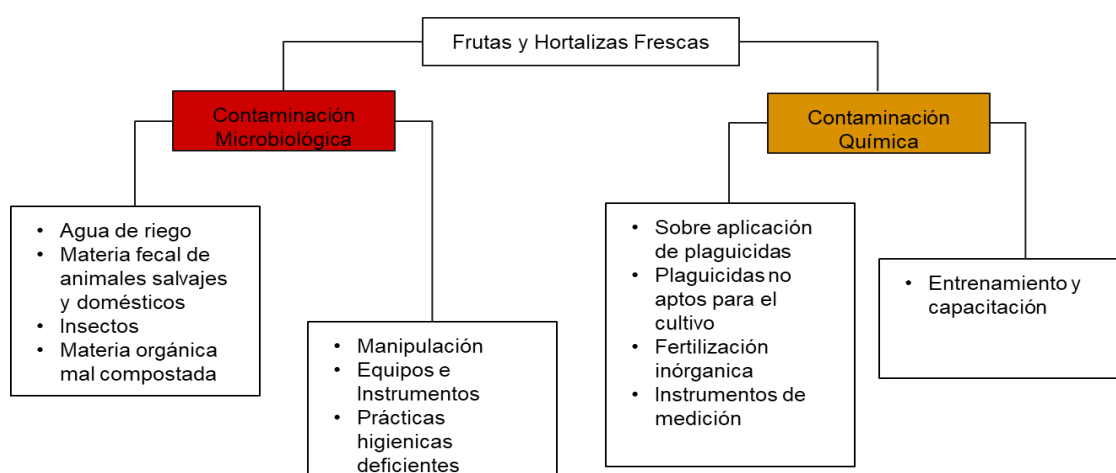 Frutas y Hortalizas Frescas
Contaminación
Microbiológica
Contaminación
Química
• Agua de riego
• Materia fecal de
animales salvajes
y domésticos
• Insectos
• Materia orgánica
mal compostada
• Manipulación
• Equipos e
Instrumentos
• Prácticas
higienicas
deficientes
• Sobre aplicación
de plaguicidas
• Plaguicidas no
aptos para el
cultivo
• Fertilización
inórganica
• Instrumentos de
medición
• Entrenamiento y
capacitación